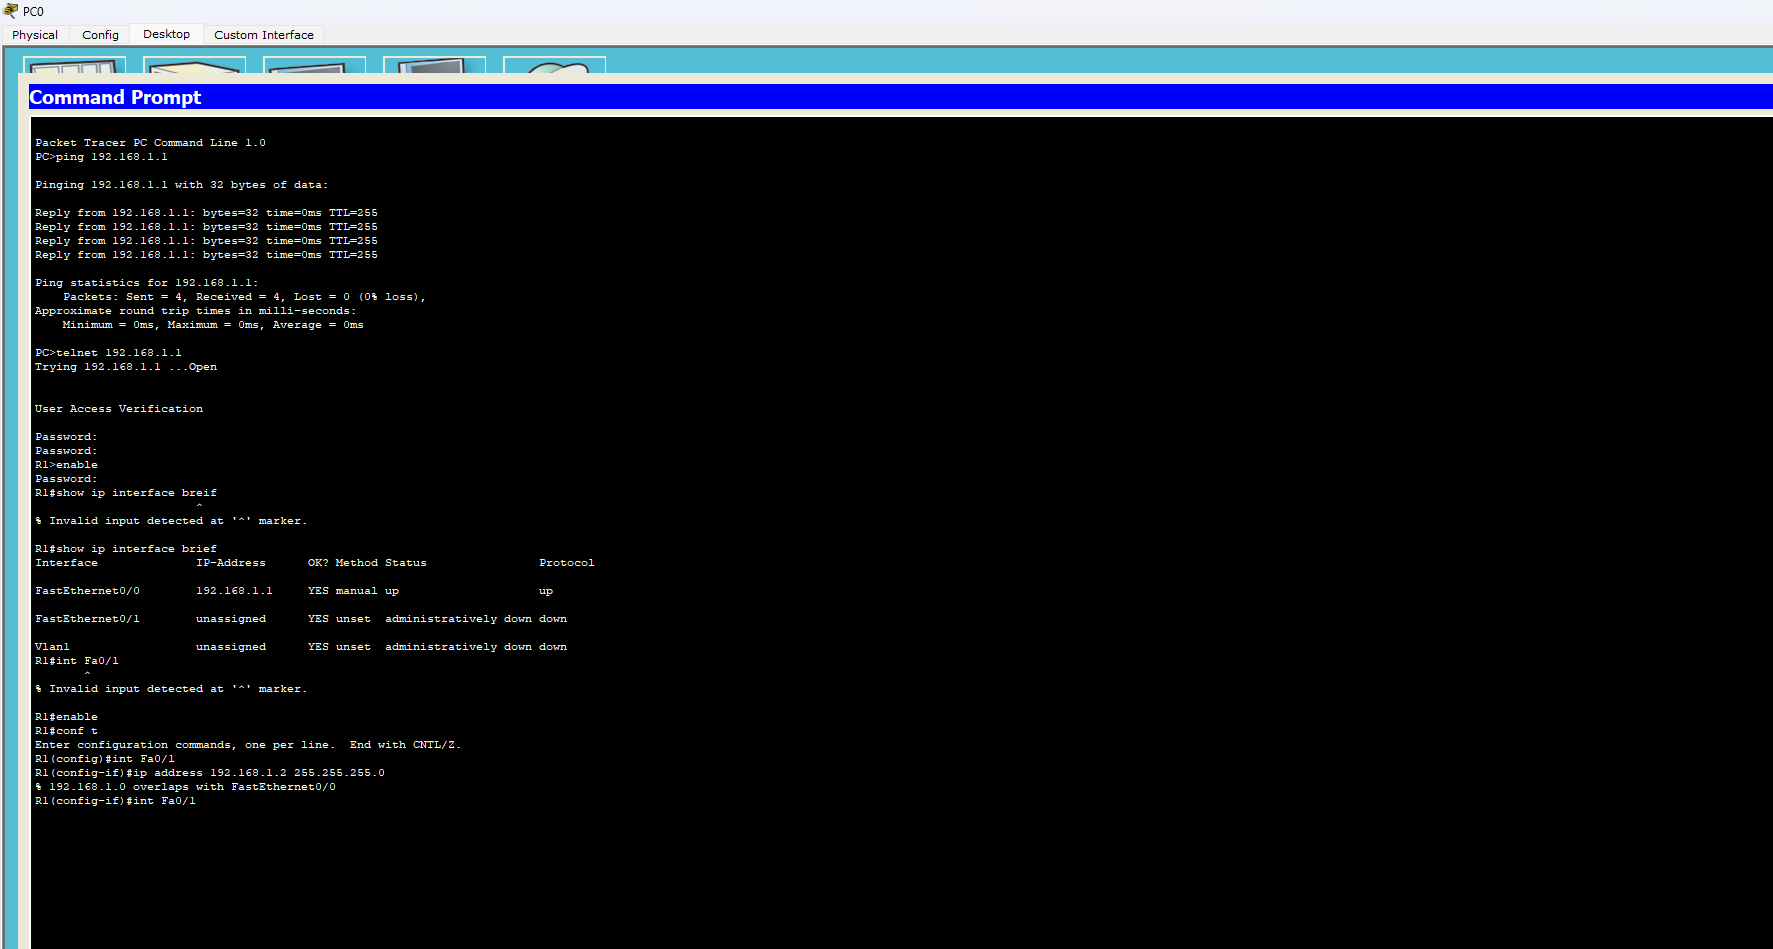 PC0
Physical Config Desktop Custom Interface
Command Prompt
Packet Tracer PC Command Line 1.0
PC>ping 192.168.1.1
Pinging 192.168.1.1 with 32 bytes of data:
Reply from 192.168.1.1: bytes=32 time=0ms TTL=255
Reply from 192.168.1.1: bytes=32 time=0ms TTL=255
Reply from 192.168.1.1: bytes=32 time=0ms TTL=255
Reply from 192.168.1.1: bytes=32 time=0ms TTL=255
Ping statistics for 192.168.1.1:
Packets: Sent = 4, Received = 4, Lost = 0 (0% loss),
Approximate round trip times in milli-seconds:
Minimum = 0ms, Maximum = 0ms, Average = 0ms
PC>telnet 192.168.1.1
Trying 192.168.1.1 ...Open
User Access Verification
Password:
Password:
R1>enable
Password:
R1#show ip interface breif
^
% Invalid input detected at '^' marker.
R1#show ip interface brief
Interface IP-Address OK? Method Status Protocol
FastEthernet0/0 192.168.1.1 YES manual up up
FastEthernet0/1 unassigned YES unset administratively down down
Vlan1 unassigned YES unset administratively down down
R1#int Fa0/1
^
% Invalid input detected at '^' marker.
R1#enable
R1#conf t
Enter configuration commands, one per line. End with CNTL/Z.
R1(config)#int Fa0/1
R1(config-if)#ip address 192.168.1.2 255.255.255.0
% 192.168.1.0 overlaps with FastEthernet0/0
R1(config-if)#int Fa0/1